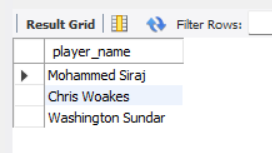 Result Grid Filter Rows:
player_name
Mohammed Siraj
Chris Woakes
Washington Sundar